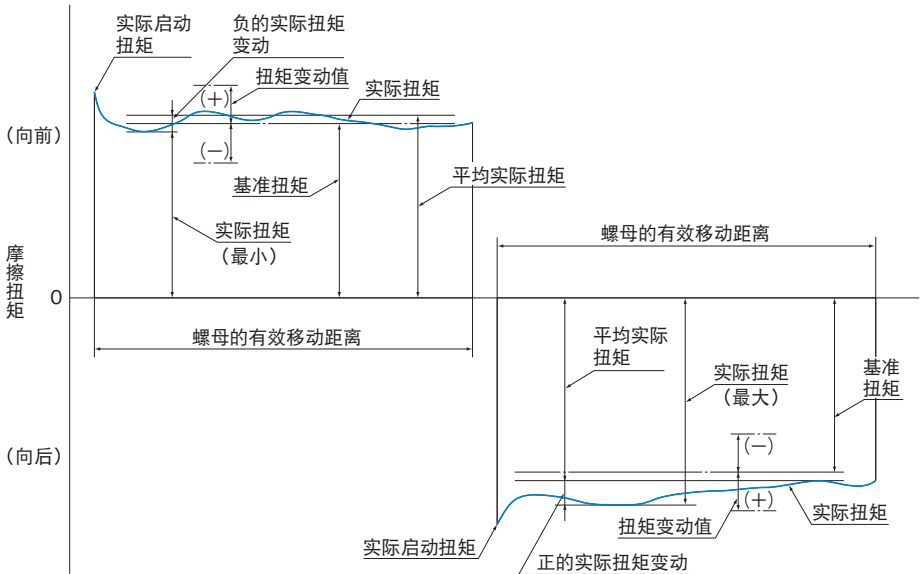 实际启动
扭矩
负的实际扭矩
变动
扭矩变动值
(+)
实际扭矩
(向前)
(−)
基准扭矩
平均实际扭矩
实际扭矩
(最小)
螺母的有效移动距离
摩擦扭矩
0
螺母的有效移动距离
平均实际
扭矩
实际扭矩
(最大)
基准
扭矩
(向后)
(−)
(+)
实际扭矩
扭矩变动值
实际启动扭矩
正的实际扭矩变动